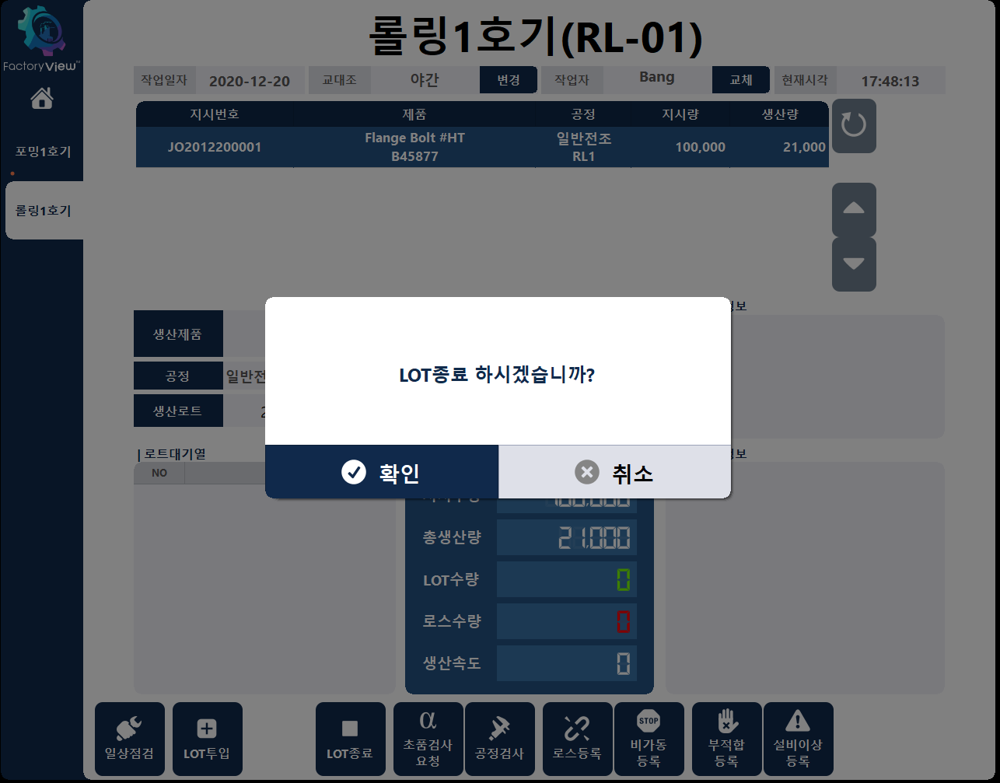 FactoryView™
롤링1호기(RL-01)
작업일자 2020-12-20 교대조 야간 변경 작업자 Bang 교체 현재시각 17:48:13
포밍1호기
롤링1호기
지시번호 제품 공정 지시량 생산량
JO2012200001 Flange Bolt #HT B45877 일반전조 RL1 100,000 21,000
생산제품
공정 일반전
생산로트 2
| 로트대기열
NO
LOT종료 하시겠습니까?
확인 취소
100,000
총생산량 21,000
LOT수량 0
로스수량 0
생산속도 0
일상점검
LOT투입
LOT종료
α
초품검사
요청
공정검사
로스등록
STOP
비가동
등록
부적합
등록
설비이상
등록